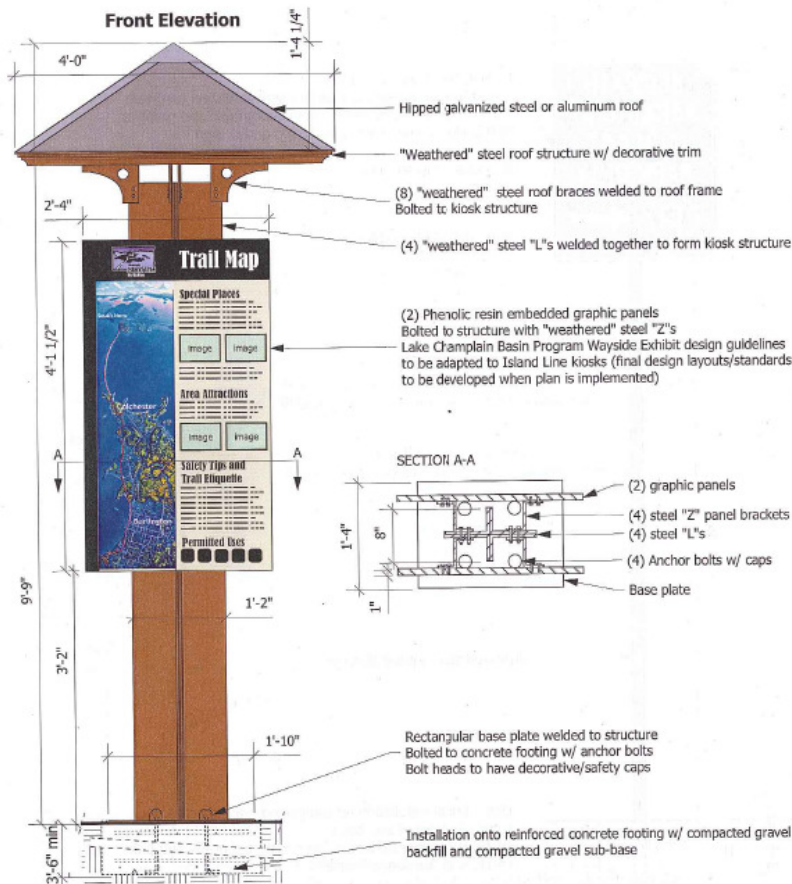 Front Elevation
1'-4 1/4"
4'-0"
Hipped galvanized steel or aluminum roof
"Weathered" steel roof structure w/ decorative trim
(8) "weathered" steel roof braces welded to roof frame
Bolted to kiosk structure
2'-4"
(4) "weathered" steel "L"s welded together to form kiosk structure
Trail Map
Special Places
(2) Phenolic resin embedded graphic panels
Bolted to structure with "weathered" steel "Z"s
Lake Champlain Basin Program Wayside Exhibit design guidelines
to be adapted to Island Line kiosks (final design layouts/standards
to be developed when plan is implemented)
Image Image
4'-1 1/2"
Area Attractions
Colchester
Image Image
A A
SECTION A-A
Safety Tips and
Trail Etiquette
(2) graphic panels
(4) steel "Z" panel brackets
(4) steel "L"s
(4) Anchor bolts w/ caps
Base plate
1'-4"
8"
1"
Burlington
Permitted Uses
9'-9"
1'-2"
3'-2"
1'-10"
Rectangular base plate welded to structure
Bolted to concrete footing w/ anchor bolts
Bolt heads to have decorative/safety caps
3'-6" min.
Installation onto reinforced concrete footing w/ compacted gravel
backfill and compacted gravel sub-base